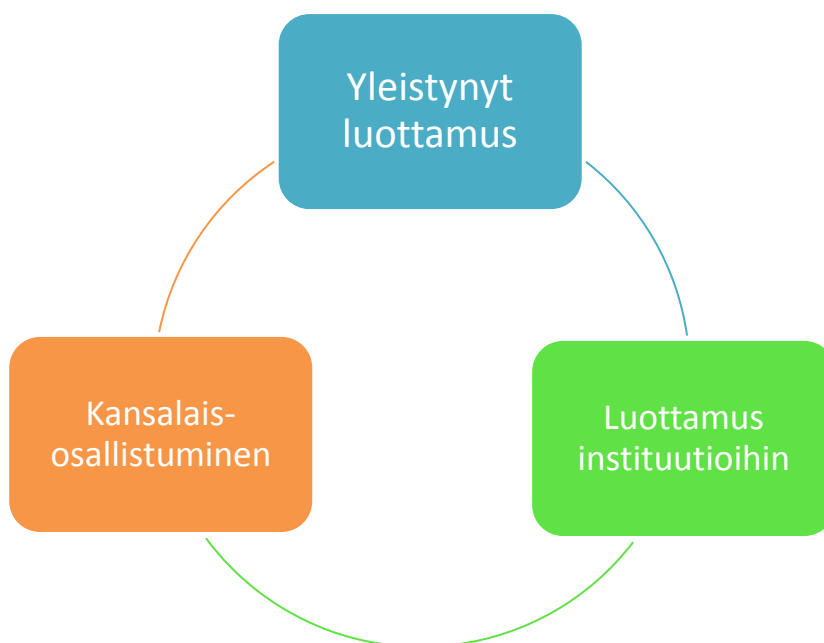 Yleistynyt
luottamus
Kansalais-
osallistuminen
Luottamus
instituutioihin